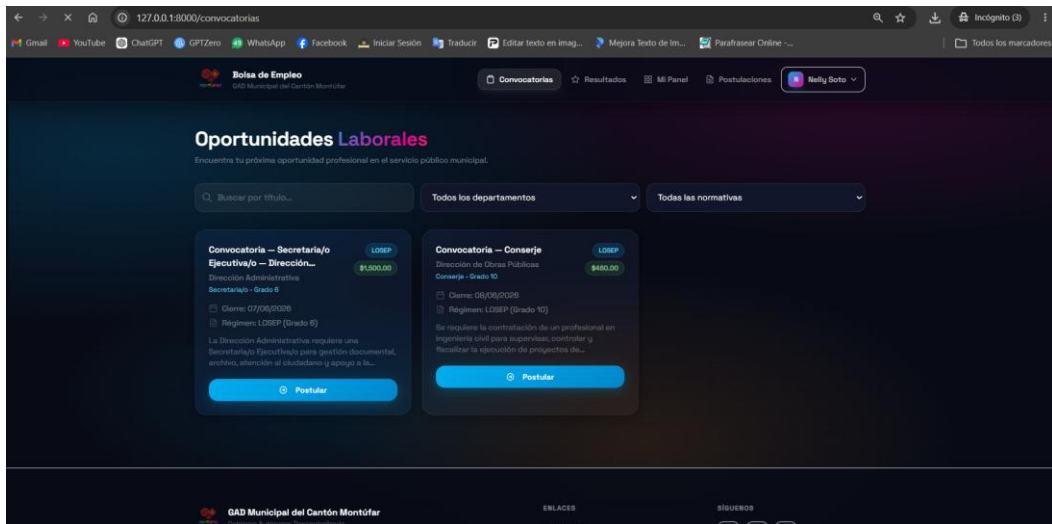 127.0.0.1:8000/convocatorias
Incógnito (3)
Gmail YouTube ChatGPT GPTZero WhatsApp Facebook Iniciar Sesión Traducir Editar texto en imag... Mejora Texto de Im... Parafrasear Online -... Todos los marcadores
Bolsa de Empleo
GAD Municipal del Cantón Montúfar
Convocatorias Resultados Mi Panel Postulaciones N Nelly Soto
Oportunidades Laborales
Encuentra tu próxima oportunidad profesional en el servicio público municipal.
Buscar por título...
Todos los departamentos
Todas las normativas
Convocatoria — Secretaria/o
Ejecutiva/o — Dirección...
LOSEP
$1,500.00
Dirección Administrativa
Secretaria/o - Grado 6
Cierre: 07/06/2026
Régimen: LOSEP (Grado 6)
La Dirección Administrativa requiere una
Secretaria/o Ejecutiva/o para gestión documental,
archivo, atención al ciudadano y apoyo a la...
Postular
Convocatoria — Conserje
LOSEP
Dirección de Obras Públicas
$460.00
Conserje - Grado 10
Cierre: 08/06/2026
Régimen: LOSEP (Grado 10)
Se requiere la contratación de un profesional en
ingeniería civil para supervisar, controlar y
fiscalizar la ejecución de proyectos de...
Postular
GAD Municipal del Cantón Montúfar
ENLACES
SÍGUENOS